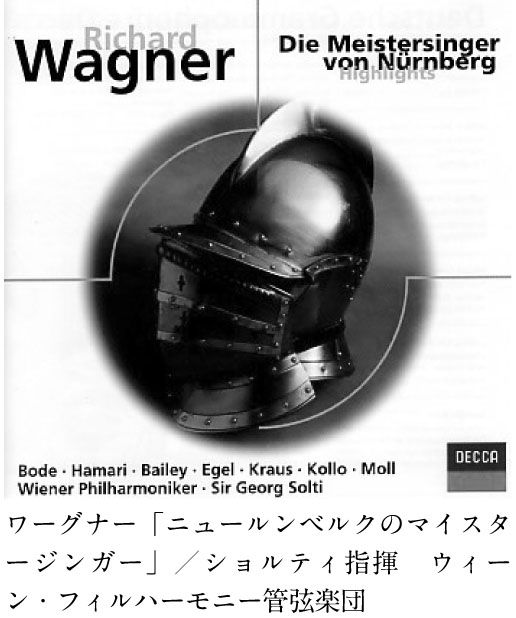 Richard
Wagner
Die Meistersinger
von Nürnberg
Highlights
Bode · Hamari · Bailey · Egel · Kraus · Kollo · Moll
Wiener Philharmoniker · Sir Georg Solti
DECCA
ワーグナー「ニュールンベルクのマイスタ
ージンガー」／ショルティ指揮　ウィー
ン・フィルハーモニー管弦楽団